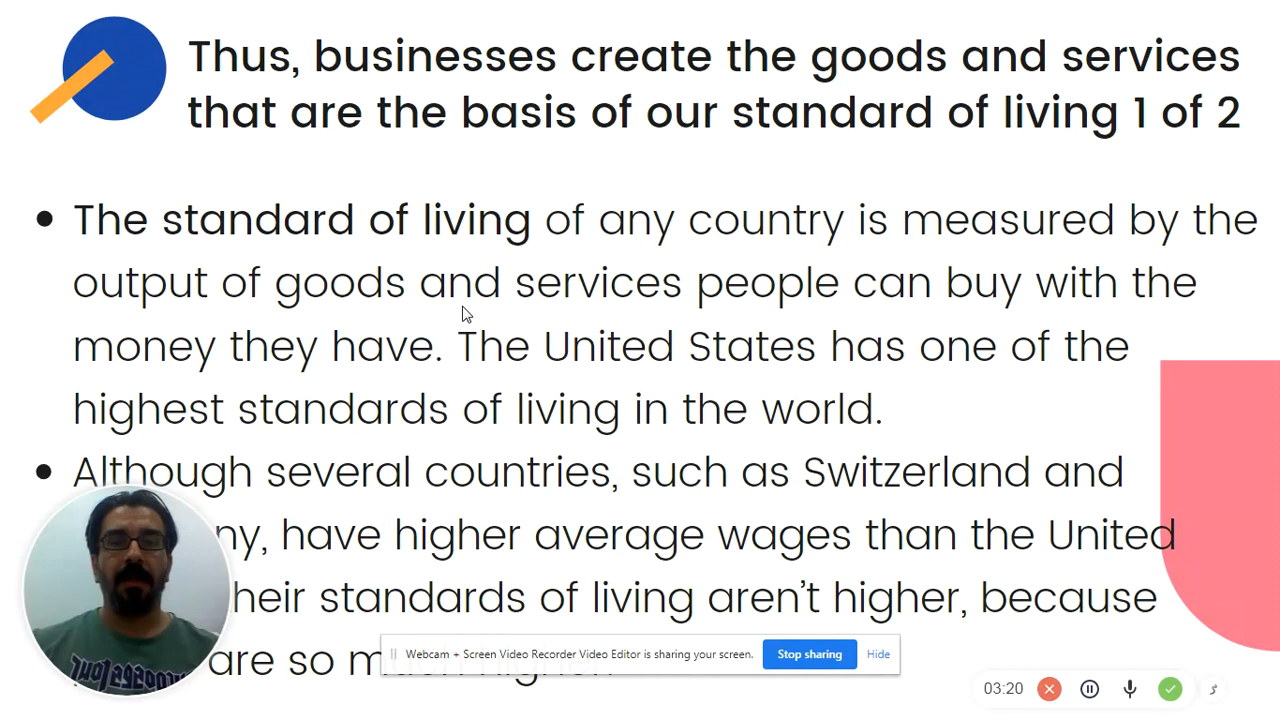 Thus, businesses create the goods and services
that are the basis of our standard of living 1 of 2
• The standard of living of any country is measured by the
output of goods and services people can buy with the
money they have. The United States has one of the
highest standards of living in the world.
• Although several countries, such as Switzerland and
ny, have higher average wages than the United
heir standards of living aren't higher, because
are so much higher.
Webcam + Screen Video Recorder Video Editor is sharing your screen.
Stop sharing
Hide
03:20